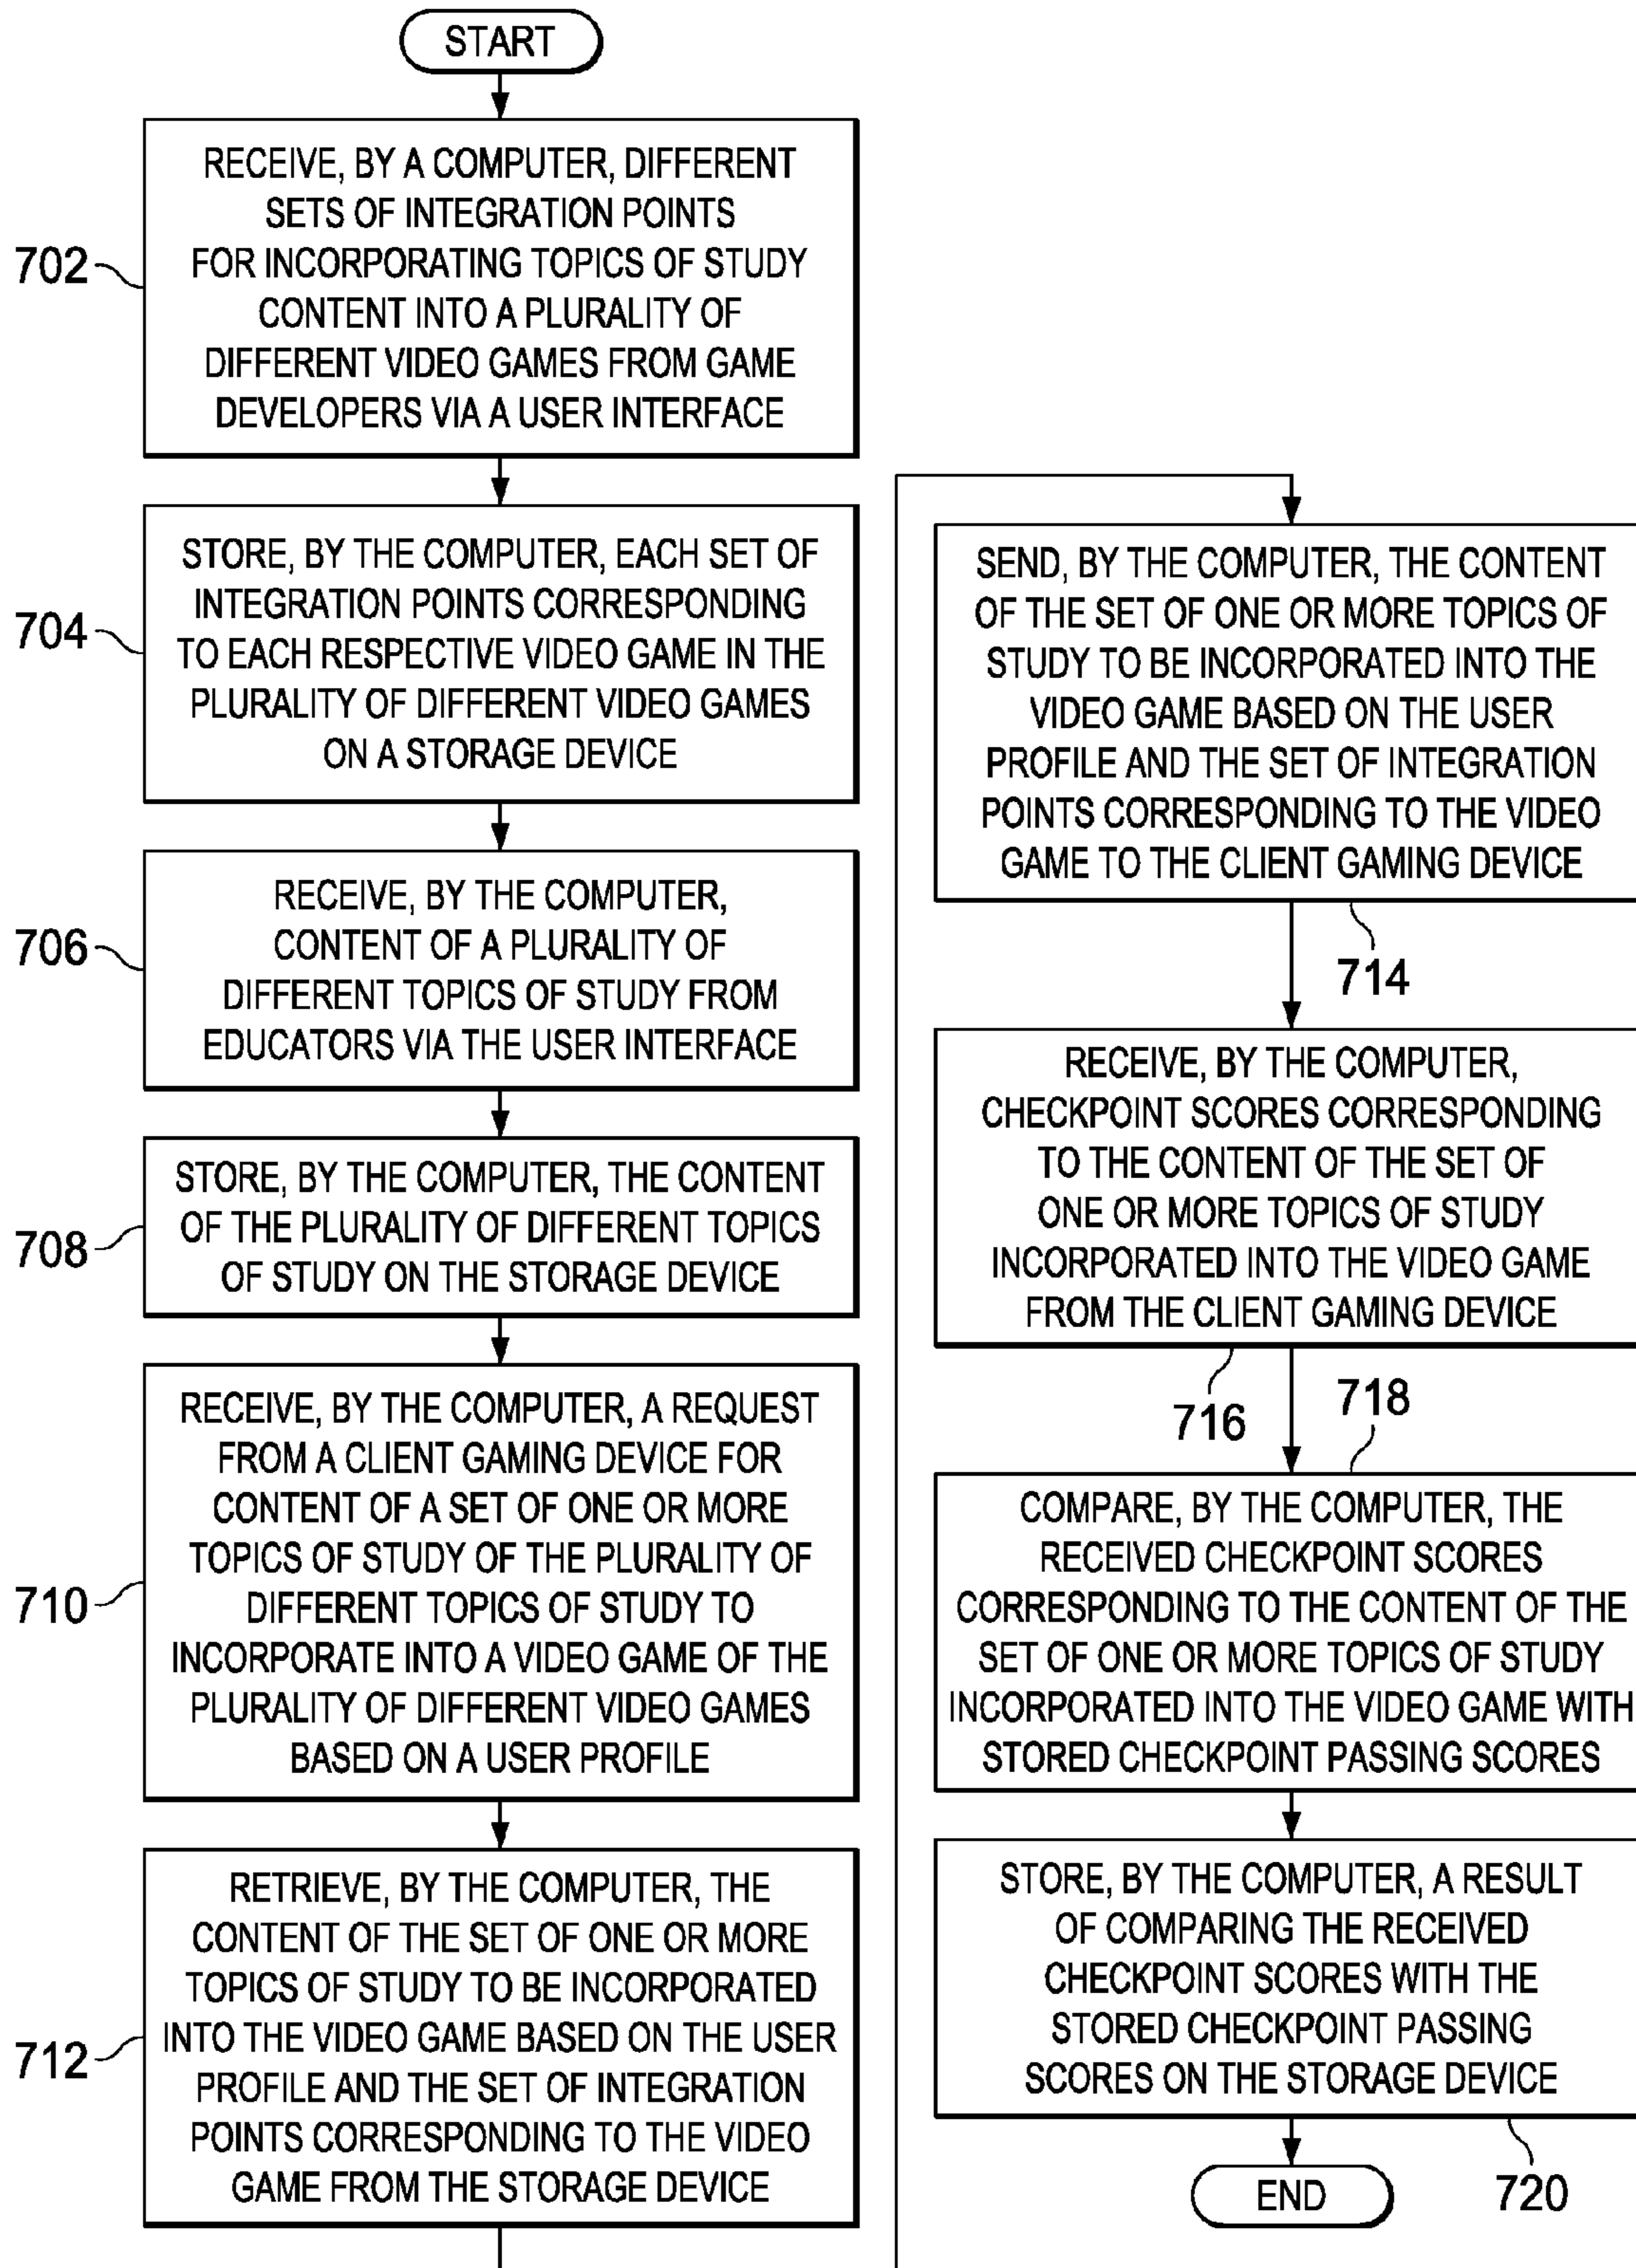 START
702
RECEIVE, BY A COMPUTER, DIFFERENT
SETS OF INTEGRATION POINTS
FOR INCORPORATING TOPICS OF STUDY
CONTENT INTO A PLURALITY OF
DIFFERENT VIDEO GAMES FROM GAME
DEVELOPERS VIA A USER INTERFACE
704
STORE, BY THE COMPUTER, EACH SET OF
INTEGRATION POINTS CORRESPONDING
TO EACH RESPECTIVE VIDEO GAME IN THE
PLURALITY OF DIFFERENT VIDEO GAMES
ON A STORAGE DEVICE
706
RECEIVE, BY THE COMPUTER,
CONTENT OF A PLURALITY OF
DIFFERENT TOPICS OF STUDY FROM
EDUCATORS VIA THE USER INTERFACE
708
STORE, BY THE COMPUTER, THE CONTENT
OF THE PLURALITY OF DIFFERENT TOPICS
OF STUDY ON THE STORAGE DEVICE
710
RECEIVE, BY THE COMPUTER, A REQUEST
FROM A CLIENT GAMING DEVICE FOR
CONTENT OF A SET OF ONE OR MORE
TOPICS OF STUDY OF THE PLURALITY OF
DIFFERENT TOPICS OF STUDY TO
INCORPORATE INTO A VIDEO GAME OF THE
PLURALITY OF DIFFERENT VIDEO GAMES
BASED ON A USER PROFILE
712
RETRIEVE, BY THE COMPUTER, THE
CONTENT OF THE SET OF ONE OR MORE
TOPICS OF STUDY TO BE INCORPORATED
INTO THE VIDEO GAME BASED ON THE USER
PROFILE AND THE SET OF INTEGRATION
POINTS CORRESPONDING TO THE VIDEO
GAME FROM THE STORAGE DEVICE
SEND, BY THE COMPUTER, THE CONTENT
OF THE SET OF ONE OR MORE TOPICS OF
STUDY TO BE INCORPORATED INTO THE
VIDEO GAME BASED ON THE USER
PROFILE AND THE SET OF INTEGRATION
POINTS CORRESPONDING TO THE VIDEO
GAME TO THE CLIENT GAMING DEVICE
714
RECEIVE, BY THE COMPUTER,
CHECKPOINT SCORES CORRESPONDING
TO THE CONTENT OF THE SET OF
ONE OR MORE TOPICS OF STUDY
INCORPORATED INTO THE VIDEO GAME
FROM THE CLIENT GAMING DEVICE
716
718
COMPARE, BY THE COMPUTER, THE
RECEIVED CHECKPOINT SCORES
CORRESPONDING TO THE CONTENT OF THE
SET OF ONE OR MORE TOPICS OF STUDY
INCORPORATED INTO THE VIDEO GAME WITH
STORED CHECKPOINT PASSING SCORES
STORE, BY THE COMPUTER, A RESULT
OF COMPARING THE RECEIVED
CHECKPOINT SCORES WITH THE
STORED CHECKPOINT PASSING
SCORES ON THE STORAGE DEVICE
720
END